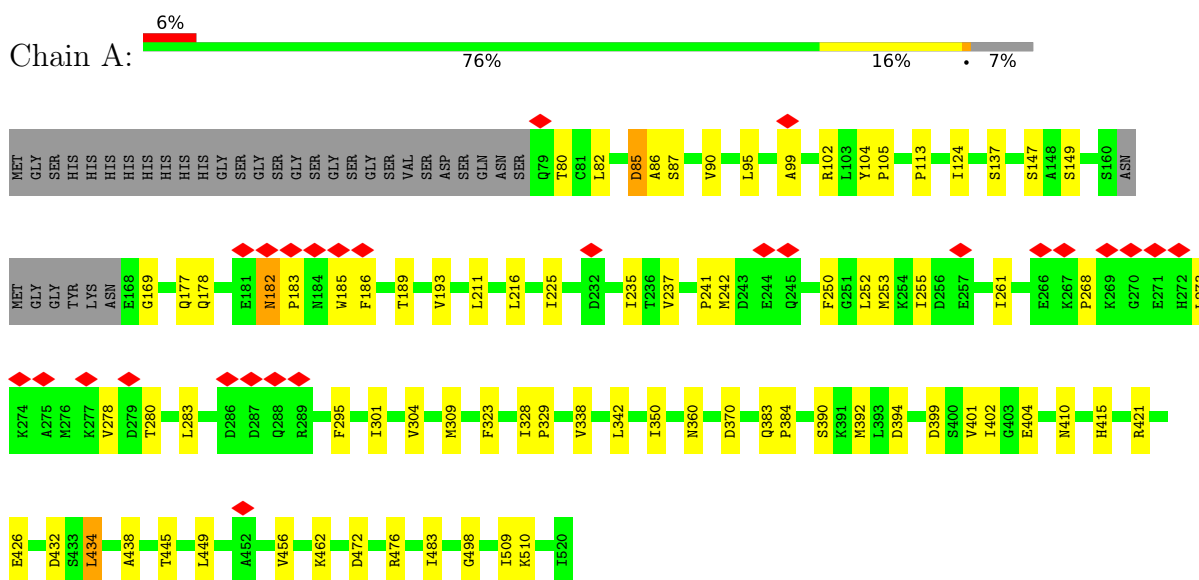 6%
Chain A:
76% 16% • 7%
MET GLY SER HIS HIS HIS HIS HIS HIS HIS HIS HIS GLY SER GLY SER GLY SER GLY SER GLY SER VAL SER ASP SER GLN ASN SER Q79 T80 C81 L82 D85 A86 S87 V90 L95 A99 R102 L103 Y104 P105 P113 I124 S137 S147 A148 S149 S160 ASN
MET GLY GLY TYR LYS ASN E168 G169 Q177 Q178 E181 N182 P183 N184 W185 F186 T189 V193 L211 L216 I225 D232 I235 T236 V237 P241 M242 D243 E244 Q245 F250 G251 L252 M253 K254 I255 D256 E257 I261 E266 K267 P268 K269 G270 E271 H272 L273
K274 A275 M276 K277 V278 D279 T280 L283 D286 D287 Q288 R289 F295 I301 V304 M309 F323 I328 P329 V338 L342 I350 N360 D370 Q383 P384 S390 K391 M392 L393 D394 D399 S400 V401 I402 G403 E404 N410 H415 R421
E426 D432 S433 L434 A438 T445 L449 A452 V456 K462 D472 R476 I483 G498 I509 K510 I520